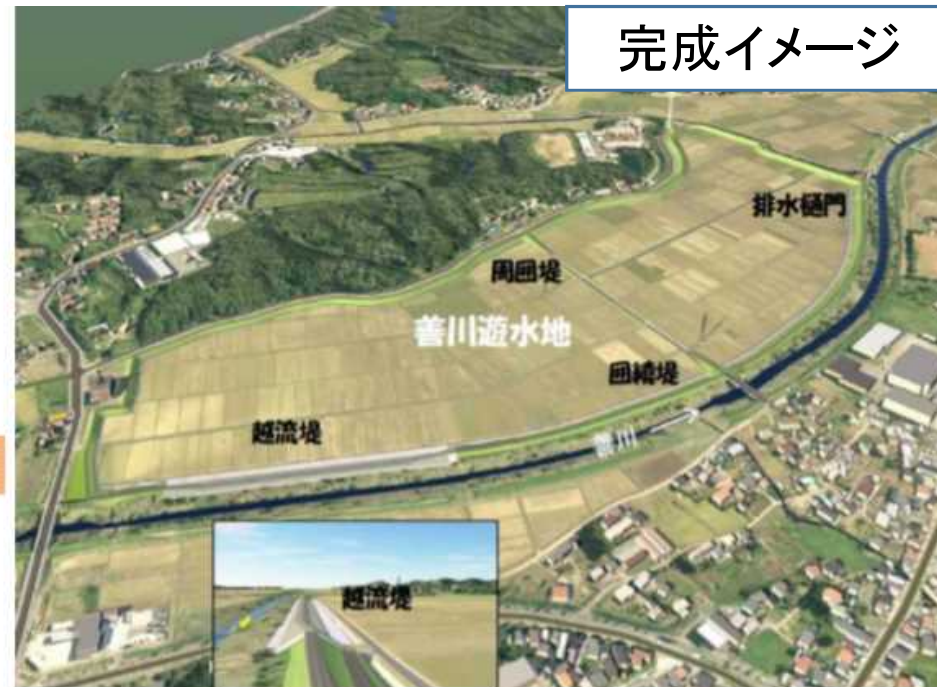 完成イメージ
排水樋門
周囲堤
善川遊水地
囲繞堤
越流堤
善川
越流堤